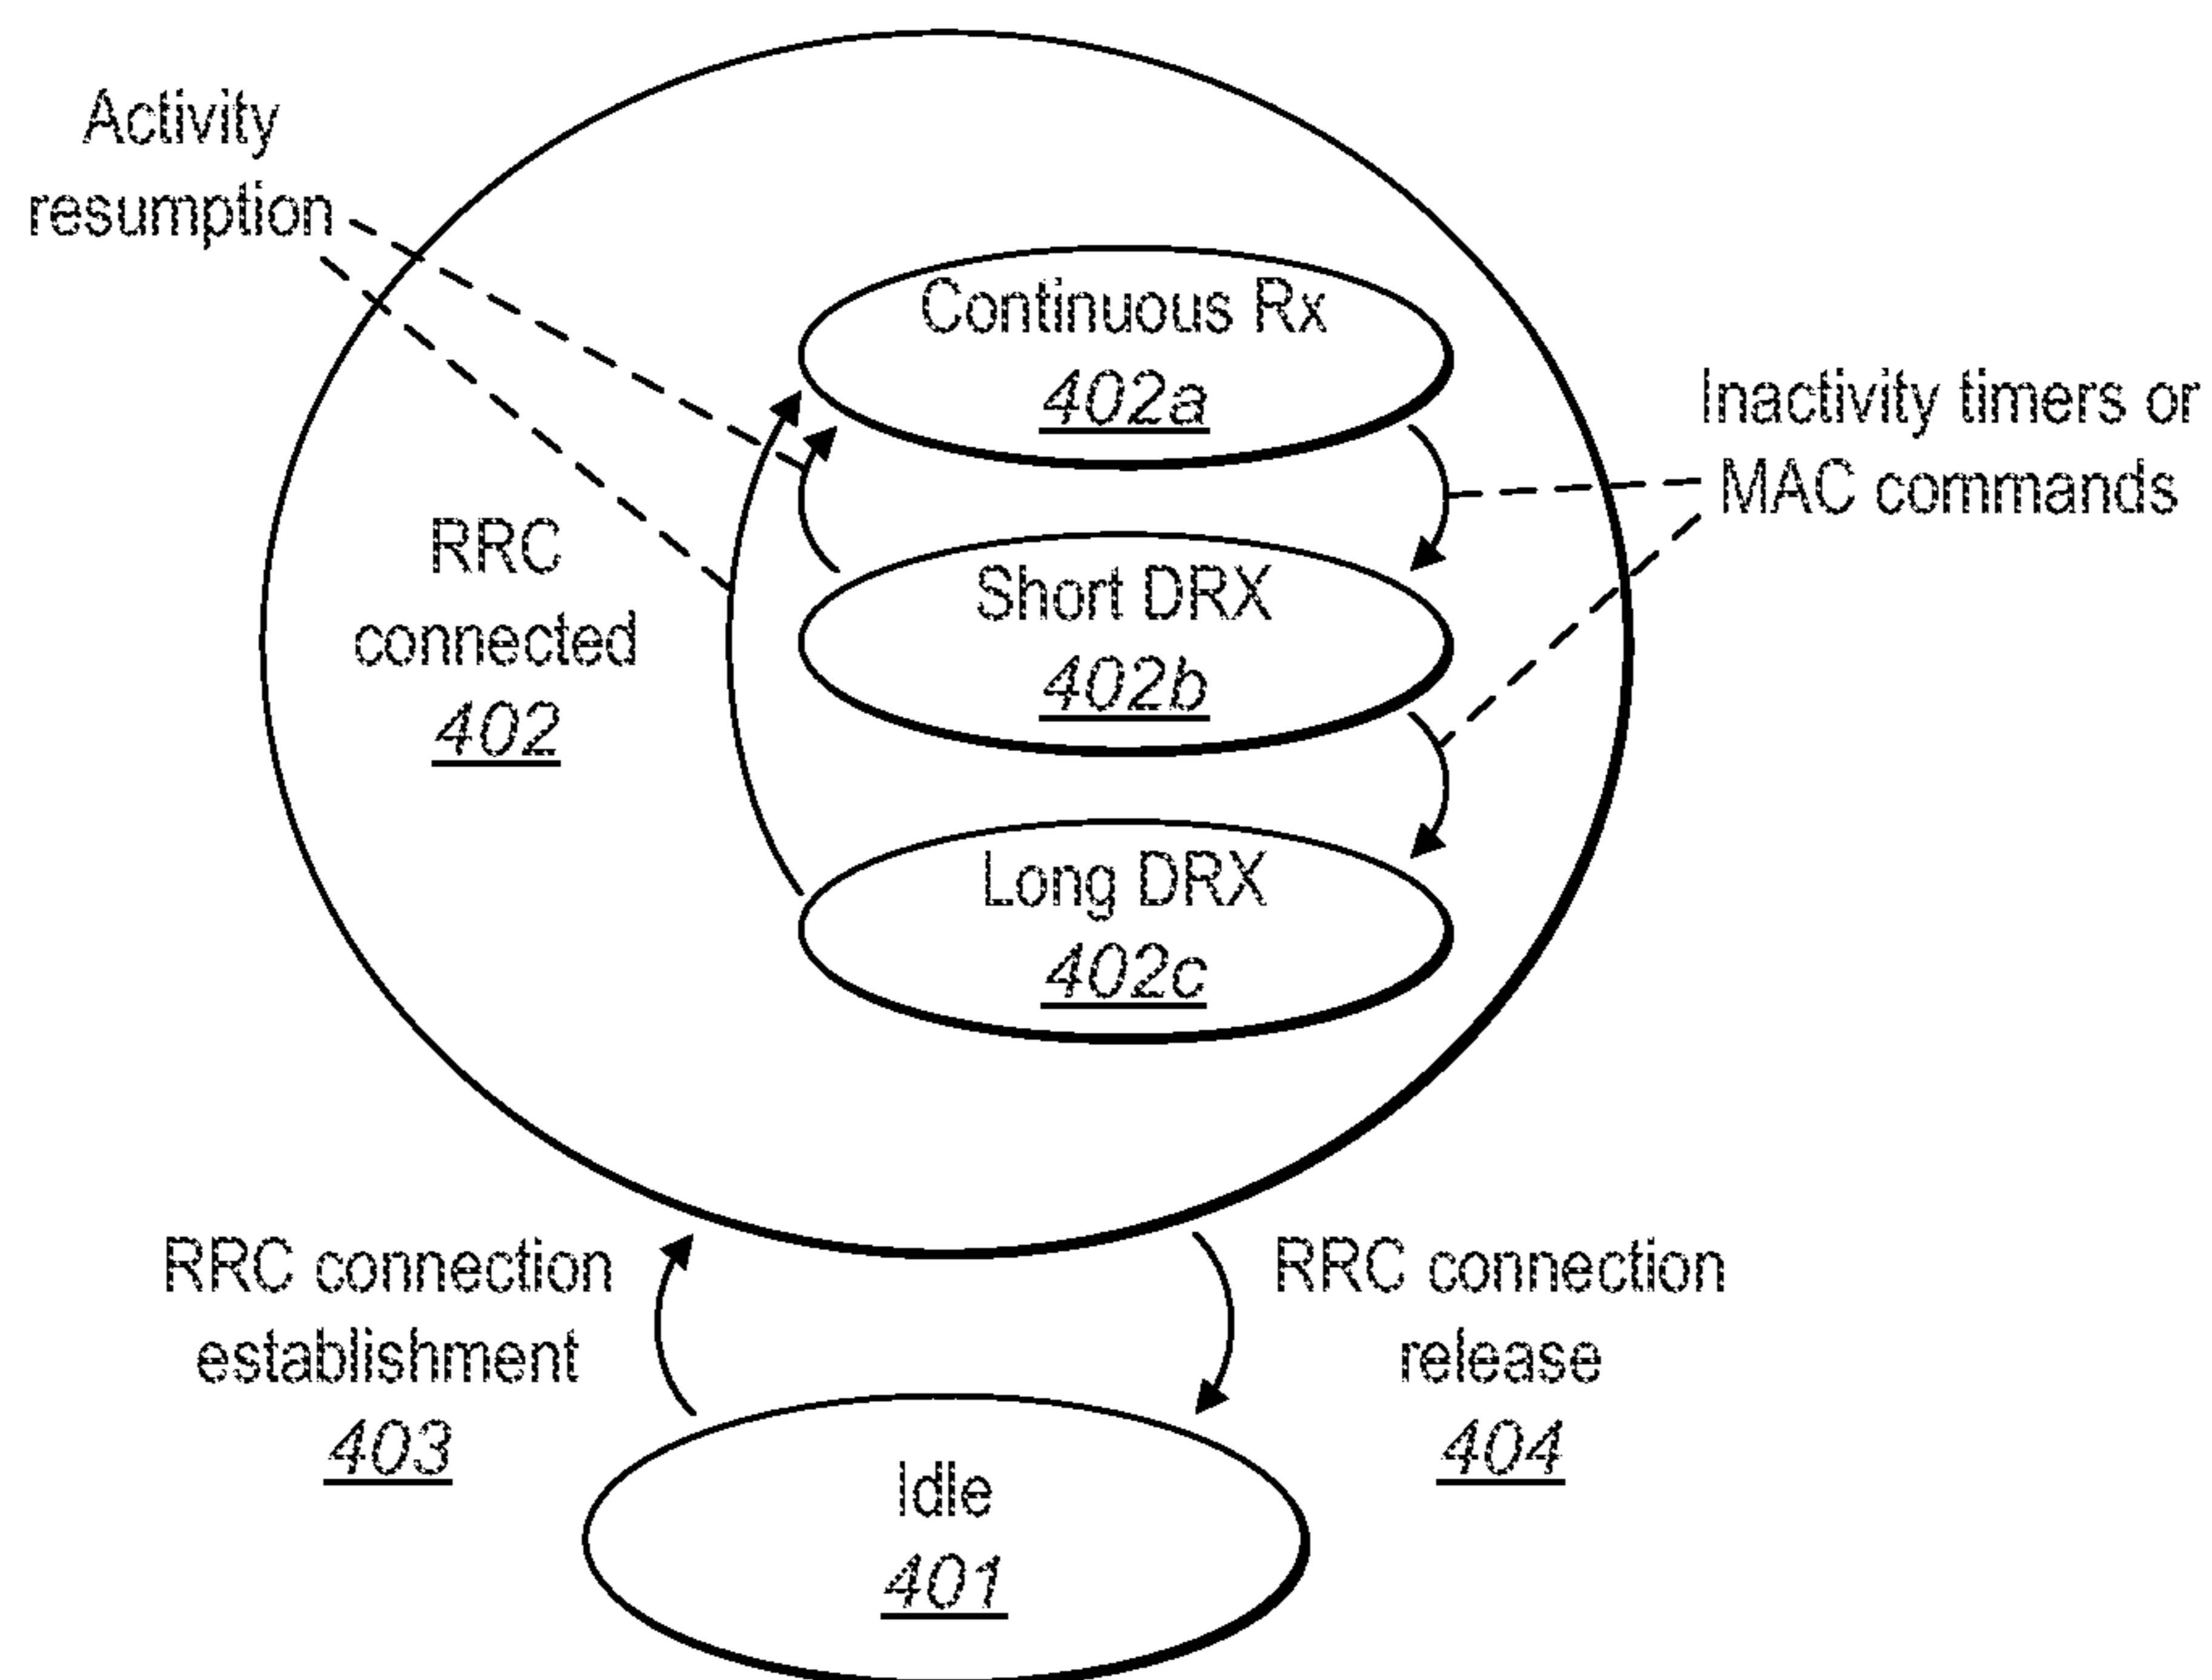 Activity
resumption
Continuous Rx
402a
Inactivity timers or
MAC commands
RRC
connected
402
Short DRX
402b
Long DRX
402c
RRC connection
establishment
403
RRC connection
release
404
Idle
401